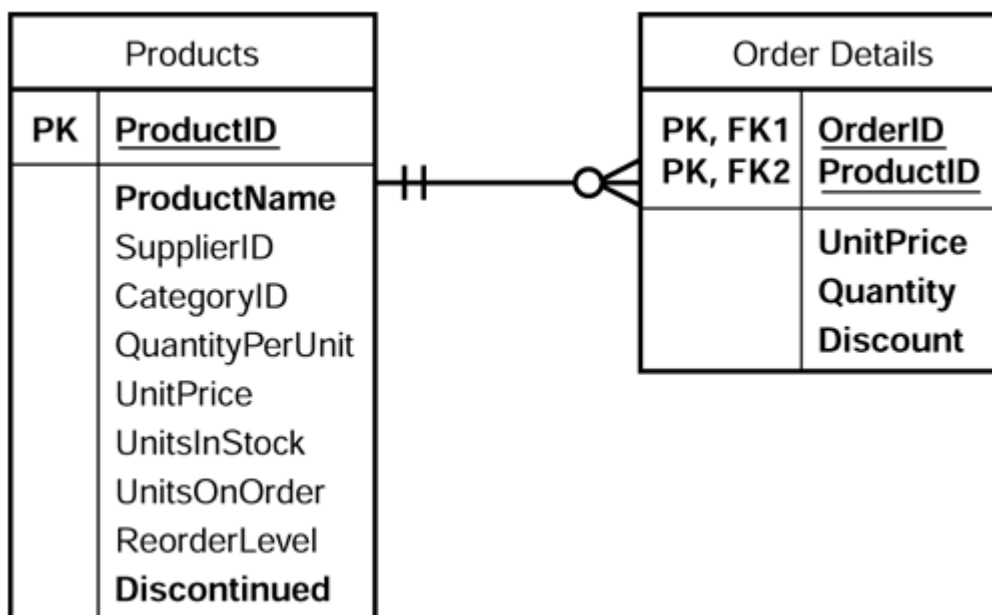 Products
PK ProductID
ProductName
SupplierID
CategoryID
QuantityPerUnit
UnitPrice
UnitsInStock
UnitsOnOrder
ReorderLevel
Discontinued
Order Details
PK, FK1 OrderID
PK, FK2 ProductID
UnitPrice
Quantity
Discount